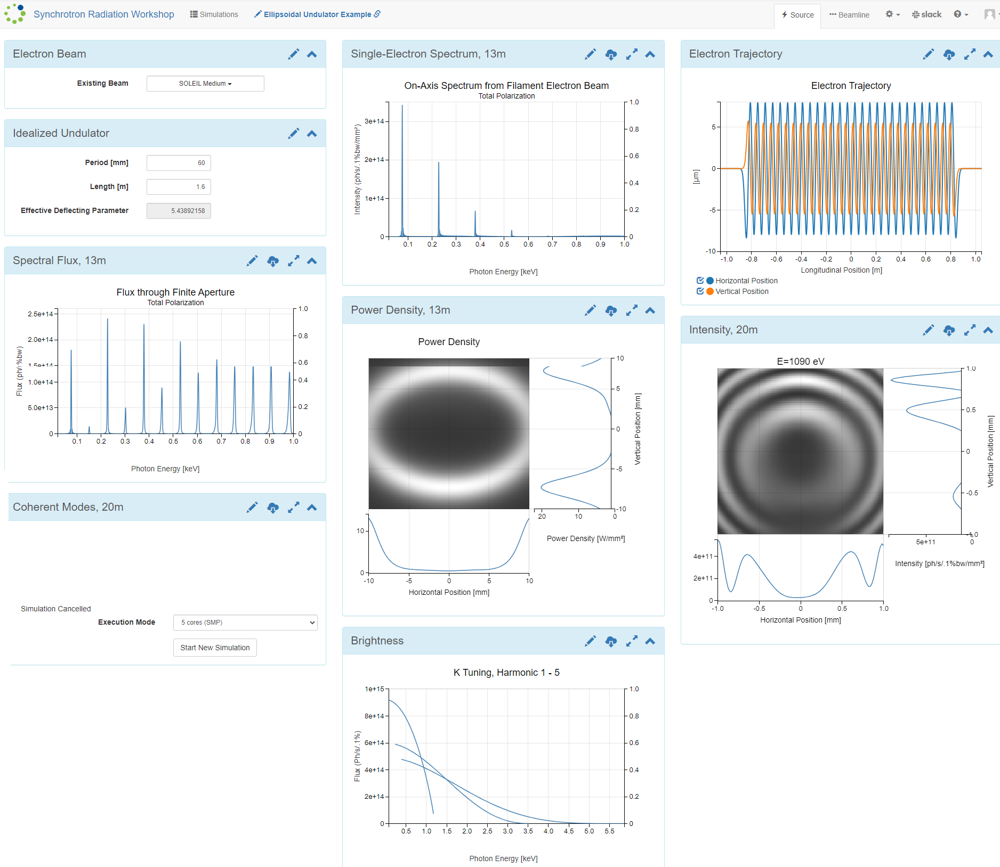 Synchrotron Radiation Workshop
Simulations
Ellipsoidal Undulator Example
Source
Beamline
slack
Electron Beam
Existing Beam
SOLEIL Medium
Idealized Undulator
Period [mm]
60
Length [m]
1.6
Effective Deflecting Parameter
5.43892158
Spectral Flux, 13m
Flux through Finite Aperture
Total Polarization
2.5e+14
2.0e+14
1.5e+14
1.0e+14
5.0e+13
0
1.0
0.8
0.6
0.4
0.2
0
Flux (ph/s/.1%bw)
0.1 0.2 0.3 0.4 0.5 0.6 0.7 0.8 0.9 1.0
Photon Energy [keV]
Coherent Modes, 20m
Simulation Cancelled
Execution Mode
5 cores (SMP)
Start New Simulation
Single-Electron Spectrum, 13m
On-Axis Spectrum from Filament Electron Beam
Total Polarization
3e+14
2e+14
1e+14
0
1.0
0.8
0.6
0.4
0.2
0
Intensity (ph/s/.1%bw/mm²)
0.1 0.2 0.3 0.4 0.5 0.6 0.7 0.8 0.9 1.0
Photon Energy [keV]
Power Density, 13m
Power Density
10
5
0
-5
-10
Vertical Position [mm]
20 10 0
Power Density [W/mm²]
10
0
-10 -5 0 5 10
Horizontal Position [mm]
Brightness
K Tuning, Harmonic 1 - 5
1e+15
8e+14
6e+14
4e+14
2e+14
0
1.0
0.8
0.6
0.4
0.2
0
Flux (Ph/s/.1%)
0.5 1.0 1.5 2.0 2.5 3.0 3.5 4.0 4.5 5.0 5.5
Photon Energy [keV]
Electron Trajectory
Electron Trajectory
5
0
-5
-10
[µm]
-1.0 -0.8 -0.6 -0.4 -0.2 0 0.2 0.4 0.6 0.8 1.0
Longitudinal Position [m]
Horizontal Position
Vertical Position
Intensity, 20m
E=1090 eV
1.0
0.5
0
-0.5
-1.0
Vertical Position [mm]
5e+11 0
Intensity [ph/s/.1%bw/mm²]
4e+11
2e+11
0
-1.0 -0.5 0 0.5 1.0
Horizontal Position [mm]